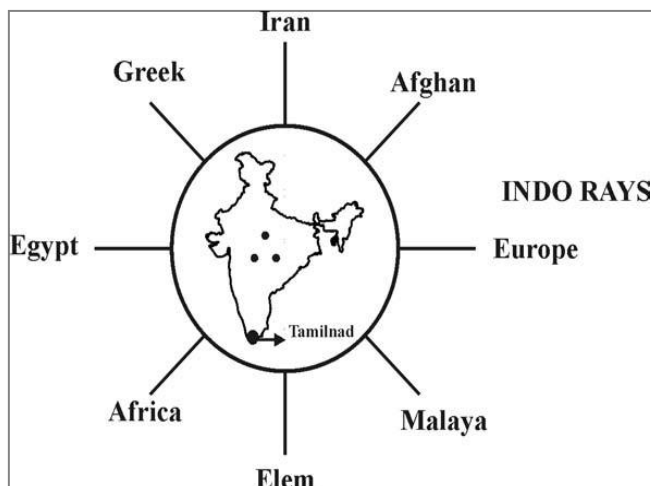 Iran
Greek
Afghan
INDO RAYS
Egypt
Europe
Tamilnad
Africa
Malaya
Elem